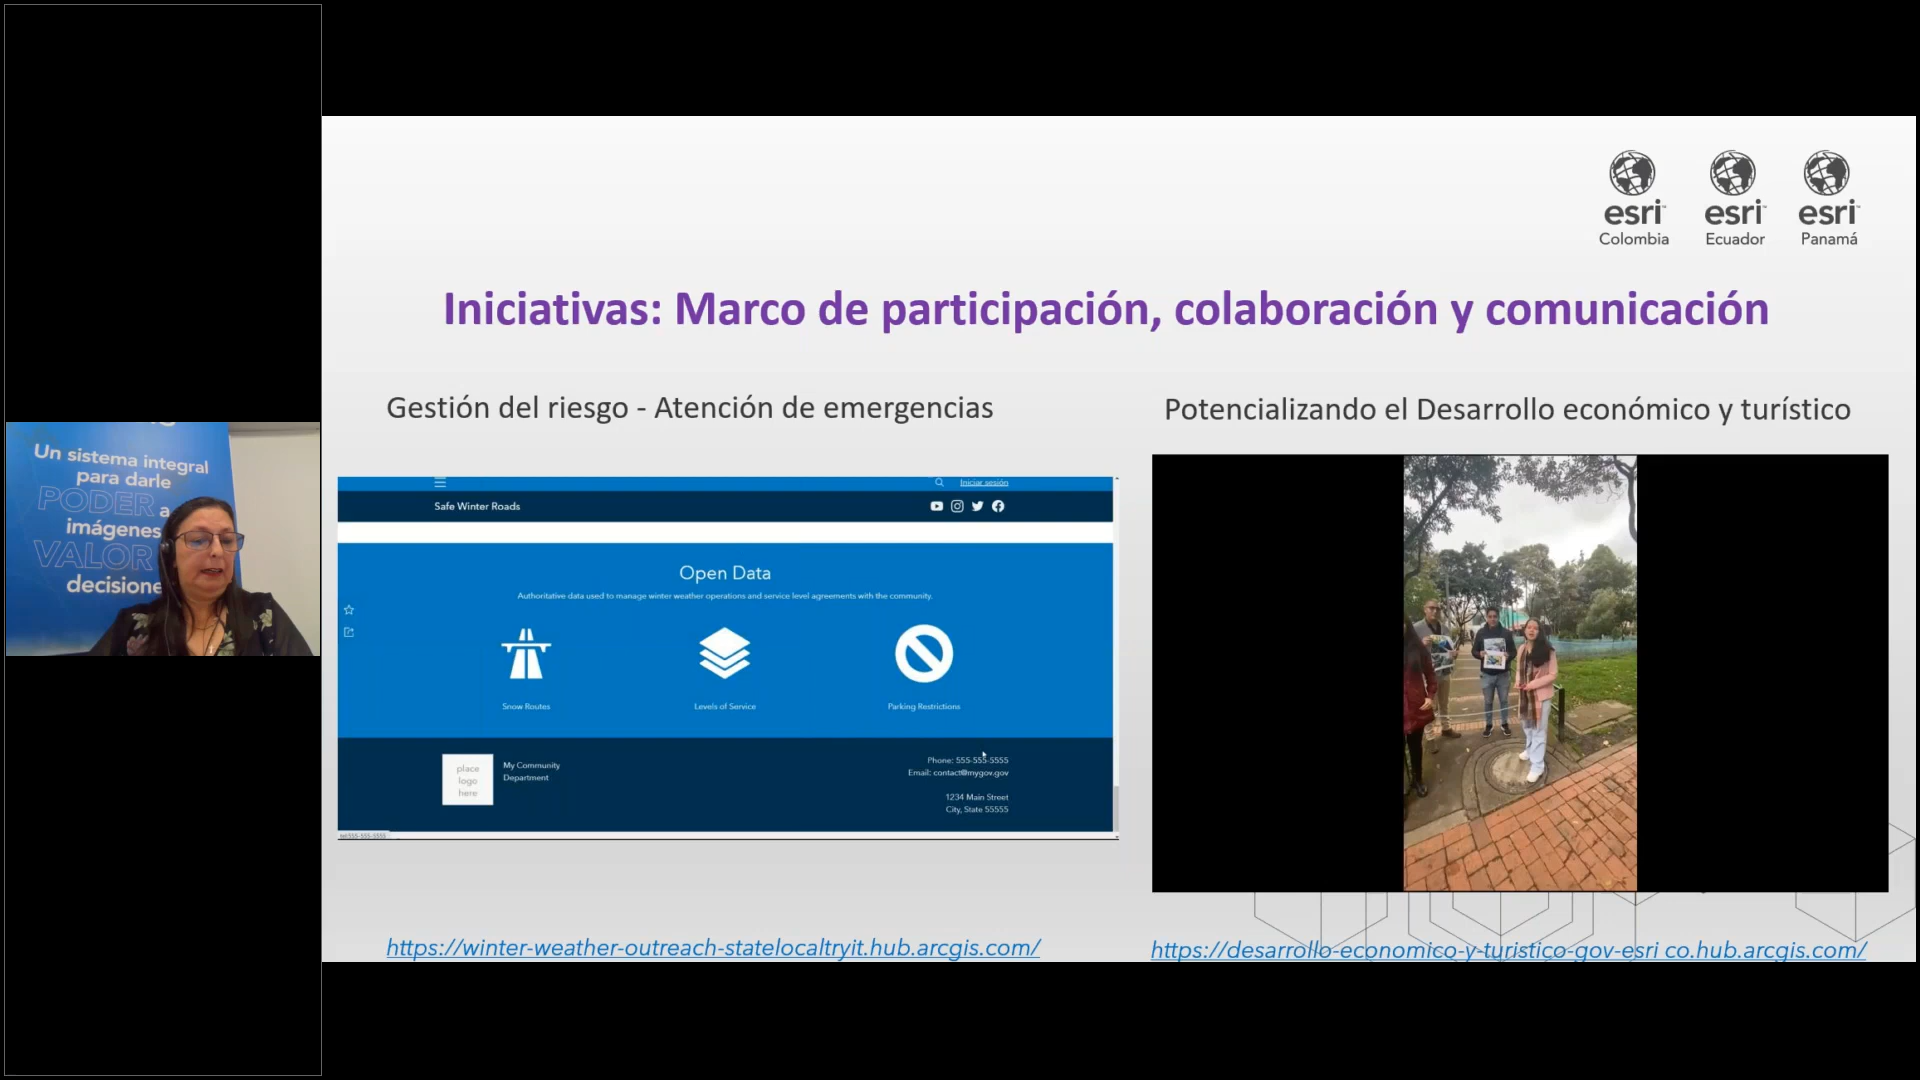 Un sistema integral
para darle
PODER a
imágenes
VALOR
decisione
esri
Colombia
esri
Ecuador
esri
Panamá
Iniciativas: Marco de participación, colaboración y comunicación
Gestión del riesgo - Atención de emergencias
Potencializando el Desarrollo económico y turístico
Iniciar sesión
Safe Winter Roads
Open Data
Authoritative data used to manage winter weather operations and service level agreements with the community.
Snow Routes
Levels of Service
Parking Restrictions
place
logo
here
My Community
Department
Phone: 555-555-5555
Email: contact@mygov.gov
1234 Main Street
City, State 55555
tel:555-555-5555
https://winter-weather-outreach-statelocaltryit.hub.arcgis.com/
https://desarrollo-economico-y-turistico-gov-esri co.hub.arcgis.com/